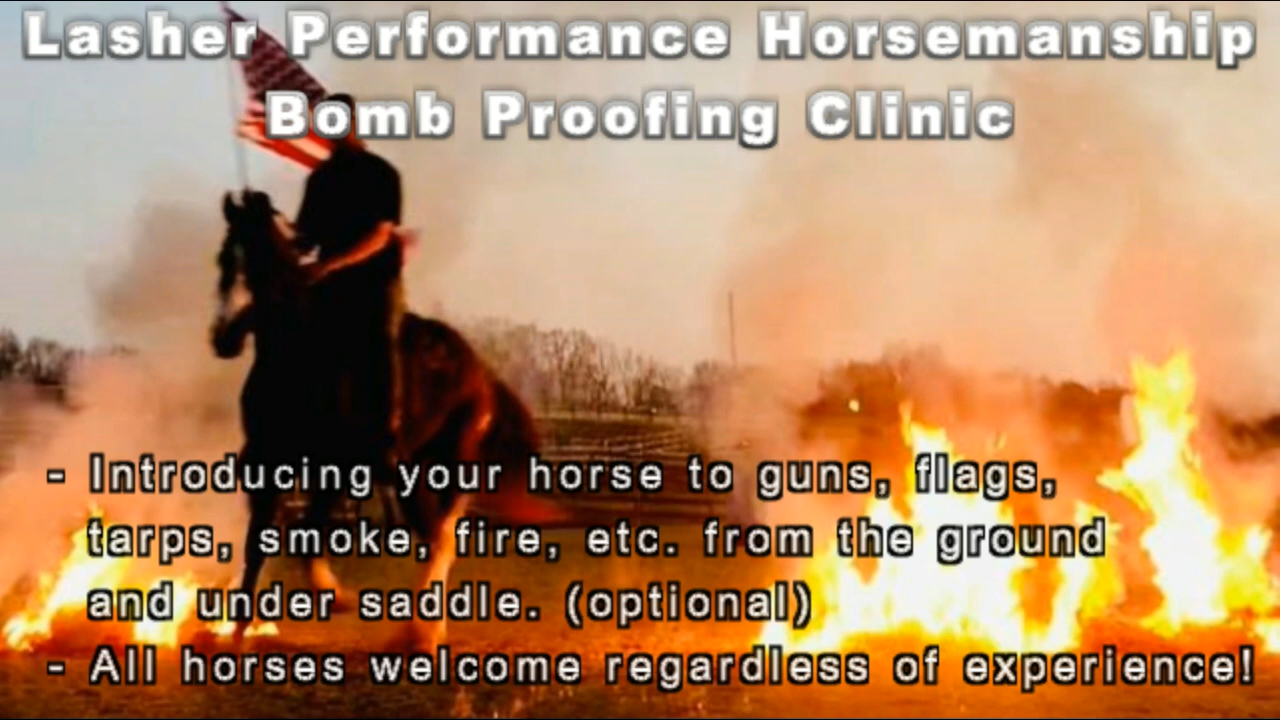 Lasher Performance Horsemanship
Bomb Proofing Clinic
- Introducing your horse to guns, flags,
tarps, smoke, fire, etc. from the ground
and under saddle. (optional)
- All horses welcome regardless of experience!